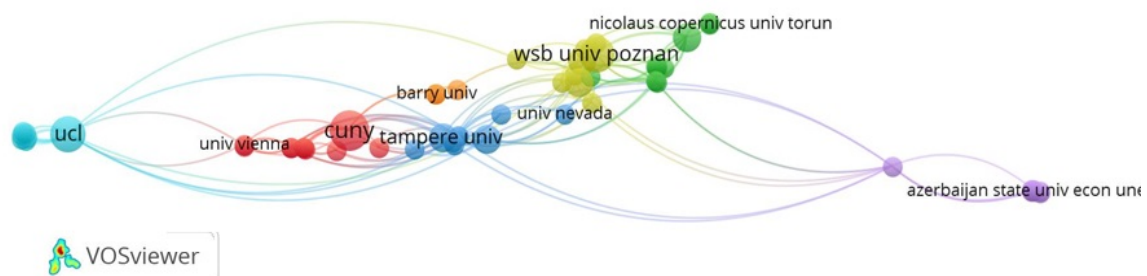 nicolaus copernicus univ torun
wsb univ poznan
barry univ
univ nevada
ucl
cuny
tampere univ
univ vienna
azerbaijan state univ econ une
VOSviewer